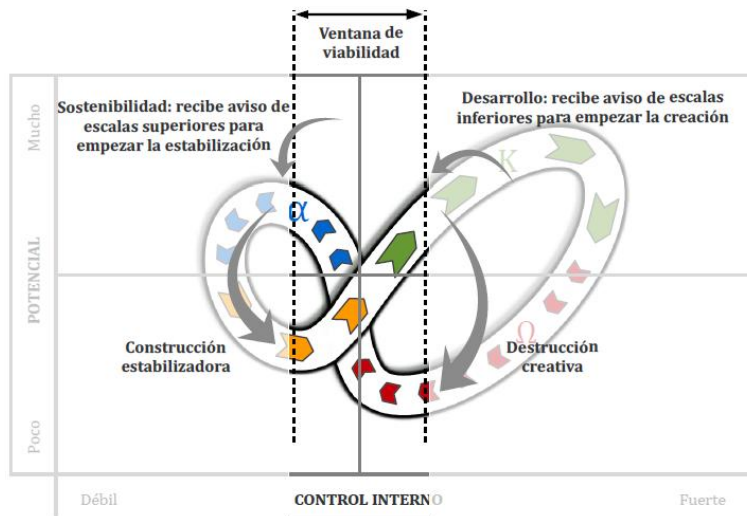 Ventana de
viabilidad
Sostenibilidad: recibe aviso de
escalas superiores para
empezar la estabilización
Desarrollo: recibe aviso de escalas
inferiores para empezar la creación
Mucho
POTENCIAL
Poco
K
α
Ω
Construcción
estabilizadora
Destrucción
creativa
Débil
CONTROL INTERNO
Fuerte